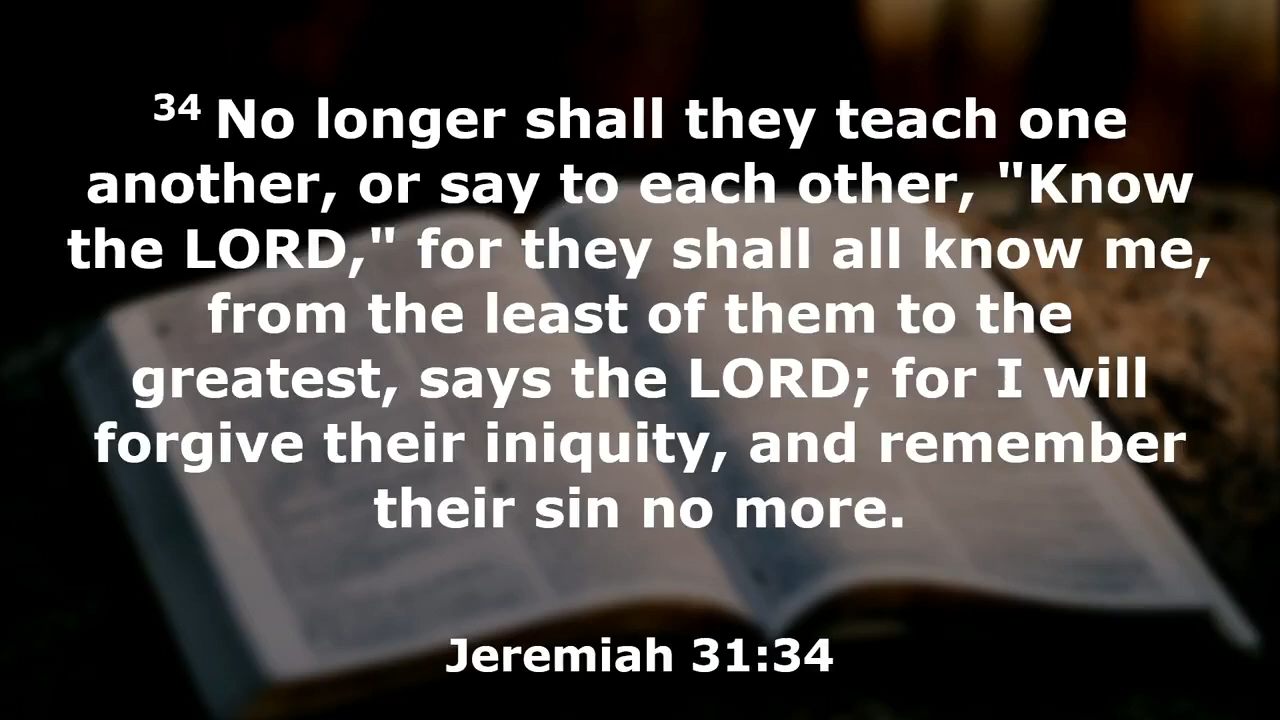 34 No longer shall they teach one
another, or say to each other, "Know
the LORD," for they shall all know me,
from the least of them to the
greatest, says the LORD; for I will
forgive their iniquity, and remember
their sin no more.
Jeremiah 31:34